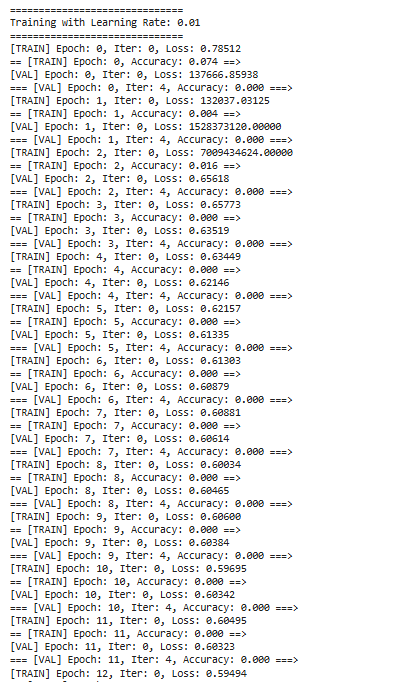 ============================
Training with Learning Rate: 0.01
============================
[TRAIN] Epoch: 0, Iter: 0, Loss: 0.78512
== [TRAIN] Epoch: 0, Accuracy: 0.074 ==>
[VAL] Epoch: 0, Iter: 0, Loss: 137666.85938
=== [VAL] Epoch: 0, Iter: 4, Accuracy: 0.000 ===>
[TRAIN] Epoch: 1, Iter: 0, Loss: 132037.03125
== [TRAIN] Epoch: 1, Accuracy: 0.004 ==>
[VAL] Epoch: 1, Iter: 0, Loss: 1528373120.00000
=== [VAL] Epoch: 1, Iter: 4, Accuracy: 0.000 ===>
[TRAIN] Epoch: 2, Iter: 0, Loss: 7009434624.00000
== [TRAIN] Epoch: 2, Accuracy: 0.016 ==>
[VAL] Epoch: 2, Iter: 0, Loss: 0.65618
=== [VAL] Epoch: 2, Iter: 4, Accuracy: 0.000 ===>
[TRAIN] Epoch: 3, Iter: 0, Loss: 0.65773
== [TRAIN] Epoch: 3, Accuracy: 0.000 ==>
[VAL] Epoch: 3, Iter: 0, Loss: 0.63519
=== [VAL] Epoch: 3, Iter: 4, Accuracy: 0.000 ===>
[TRAIN] Epoch: 4, Iter: 0, Loss: 0.63449
== [TRAIN] Epoch: 4, Accuracy: 0.000 ==>
[VAL] Epoch: 4, Iter: 0, Loss: 0.62146
=== [VAL] Epoch: 4, Iter: 4, Accuracy: 0.000 ===>
[TRAIN] Epoch: 5, Iter: 0, Loss: 0.62157
== [TRAIN] Epoch: 5, Accuracy: 0.000 ==>
[VAL] Epoch: 5, Iter: 0, Loss: 0.61335
=== [VAL] Epoch: 5, Iter: 4, Accuracy: 0.000 ===>
[TRAIN] Epoch: 6, Iter: 0, Loss: 0.61303
== [TRAIN] Epoch: 6, Accuracy: 0.000 ==>
[VAL] Epoch: 6, Iter: 0, Loss: 0.60879
=== [VAL] Epoch: 6, Iter: 4, Accuracy: 0.000 ===>
[TRAIN] Epoch: 7, Iter: 0, Loss: 0.60881
== [TRAIN] Epoch: 7, Accuracy: 0.000 ==>
[VAL] Epoch: 7, Iter: 0, Loss: 0.60614
=== [VAL] Epoch: 7, Iter: 4, Accuracy: 0.000 ===>
[TRAIN] Epoch: 8, Iter: 0, Loss: 0.60034
== [TRAIN] Epoch: 8, Accuracy: 0.000 ==>
[VAL] Epoch: 8, Iter: 0, Loss: 0.60465
=== [VAL] Epoch: 8, Iter: 4, Accuracy: 0.000 ===>
[TRAIN] Epoch: 9, Iter: 0, Loss: 0.60600
== [TRAIN] Epoch: 9, Accuracy: 0.000 ==>
[VAL] Epoch: 9, Iter: 0, Loss: 0.60384
=== [VAL] Epoch: 9, Iter: 4, Accuracy: 0.000 ===>
[TRAIN] Epoch: 10, Iter: 0, Loss: 0.59695
== [TRAIN] Epoch: 10, Accuracy: 0.000 ==>
[VAL] Epoch: 10, Iter: 0, Loss: 0.60342
=== [VAL] Epoch: 10, Iter: 4, Accuracy: 0.000 ===>
[TRAIN] Epoch: 11, Iter: 0, Loss: 0.60495
== [TRAIN] Epoch: 11, Accuracy: 0.000 ==>
[VAL] Epoch: 11, Iter: 0, Loss: 0.60323
=== [VAL] Epoch: 11, Iter: 4, Accuracy: 0.000 ===>
[TRAIN] Epoch: 12, Iter: 0, Loss: 0.59494